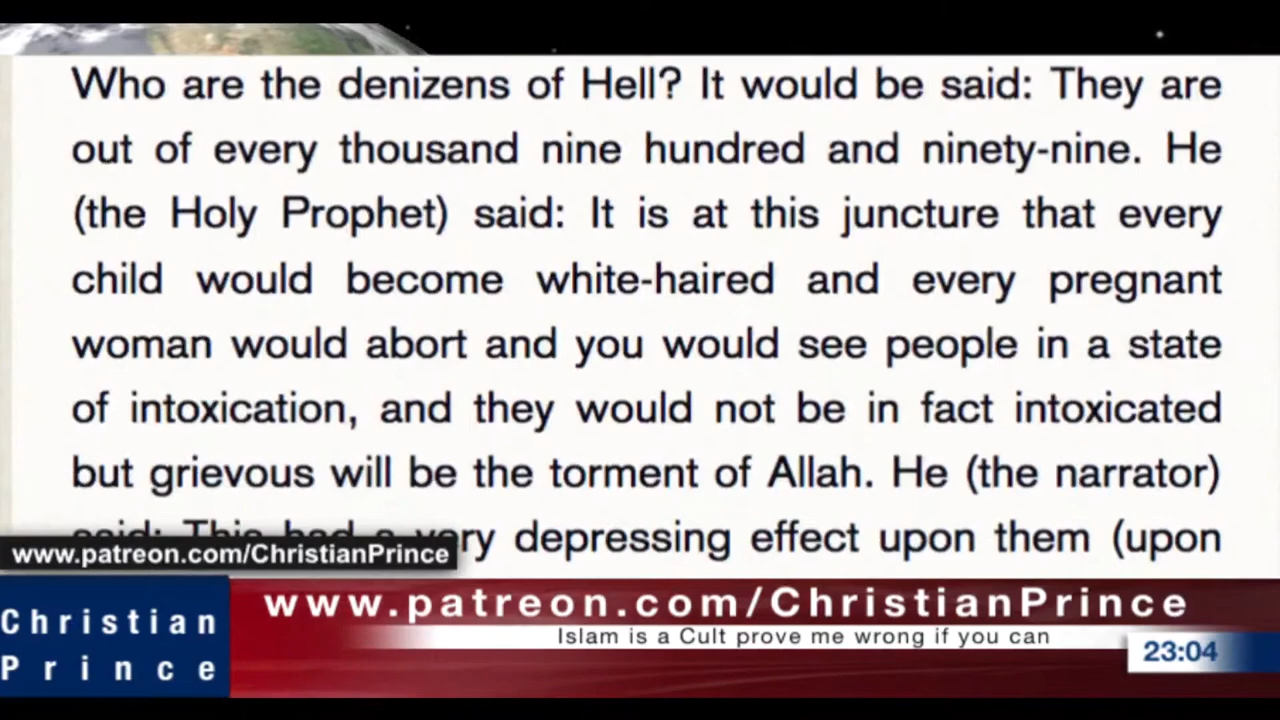 Who are the denizens of Hell? It would be said: They are
out of every thousand nine hundred and ninety-nine. He
(the Holy Prophet) said: It is at this juncture that every
child would become white-haired and every pregnant
woman would abort and you would see people in a state
of intoxication, and they would not be in fact intoxicated
but grievous will be the torment of Allah. He (the narrator)
said: This had a very depressing effect upon them (upon
www.patreon.com/ChristianPrince
www.patreon.com/ChristianPrince
Islam is a Cult prove me wrong if you can
Christian
Prince
23:04